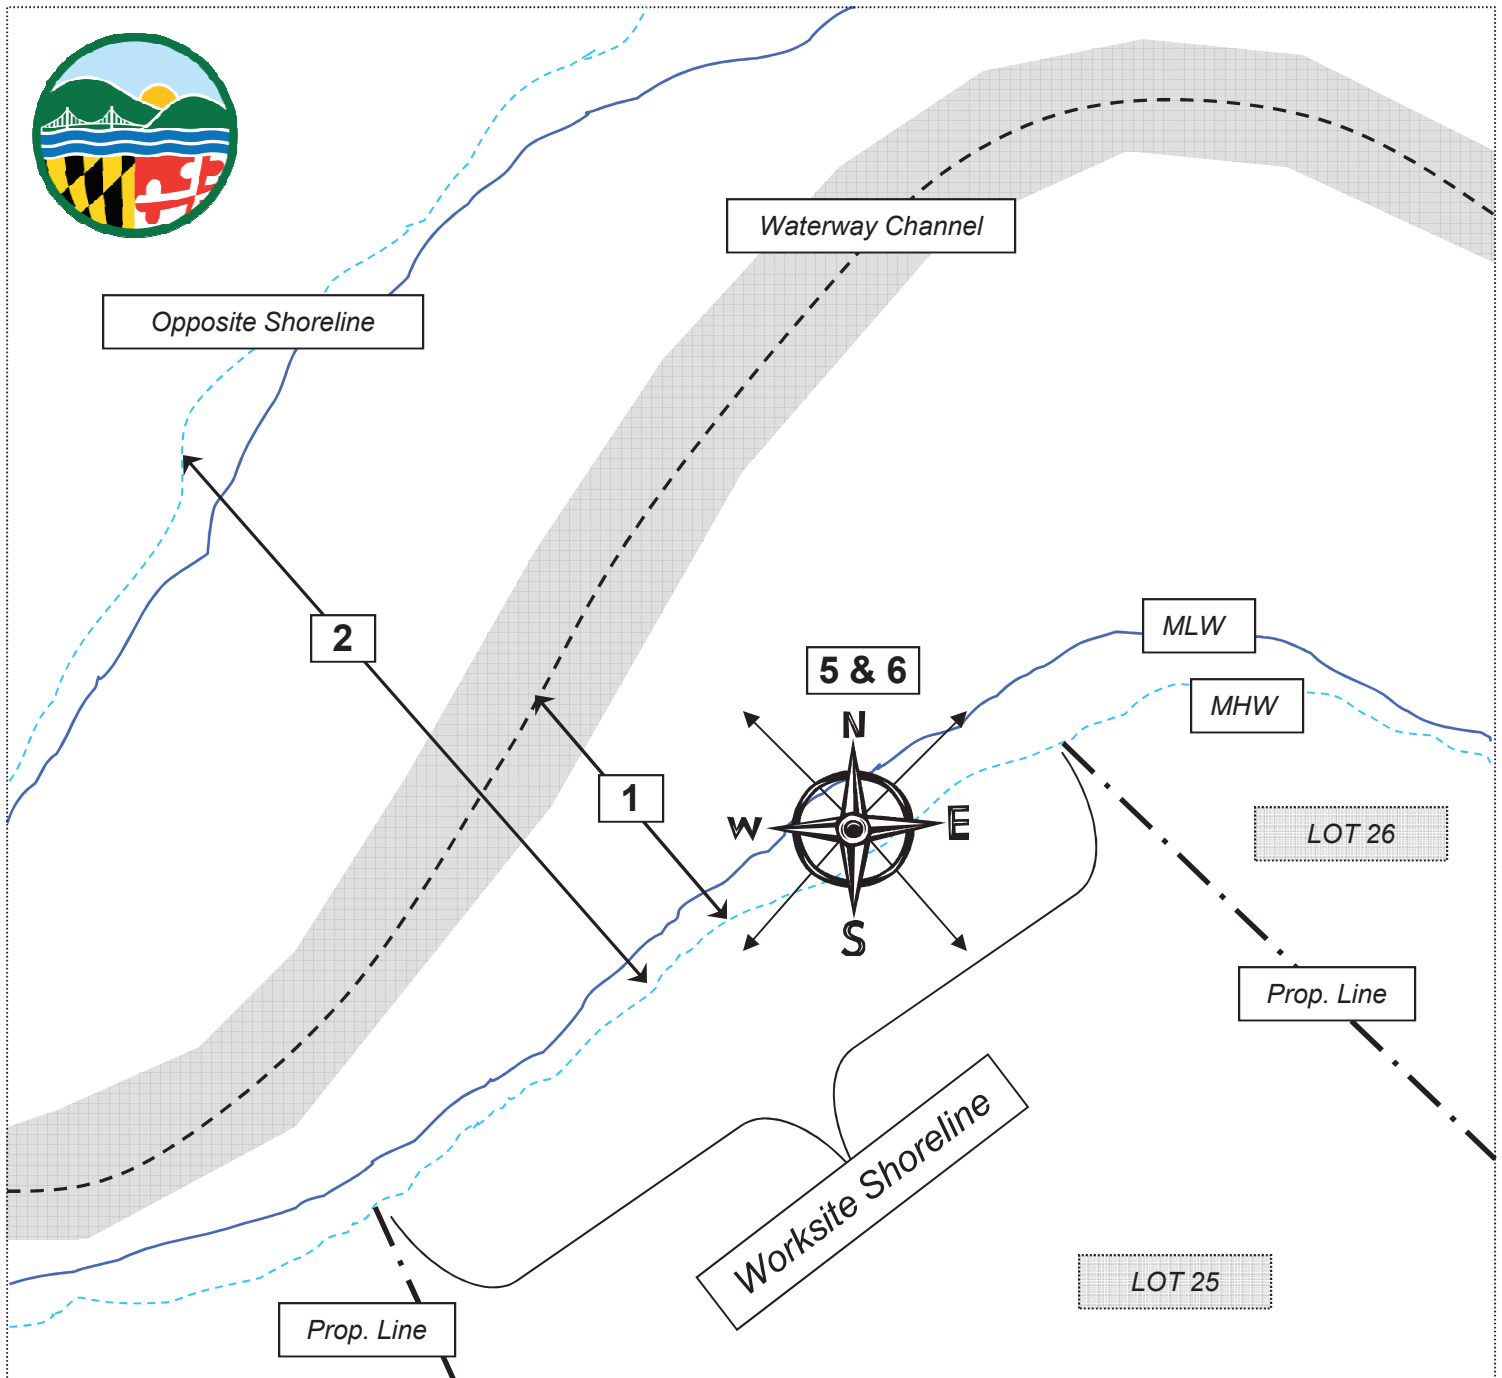 Waterway Channel
Opposite Shoreline
2
5 & 6
MLW
MHW
N
1
W
E
LOT 26
S
Prop. Line
Worksite Shoreline
LOT 25
Prop. Line